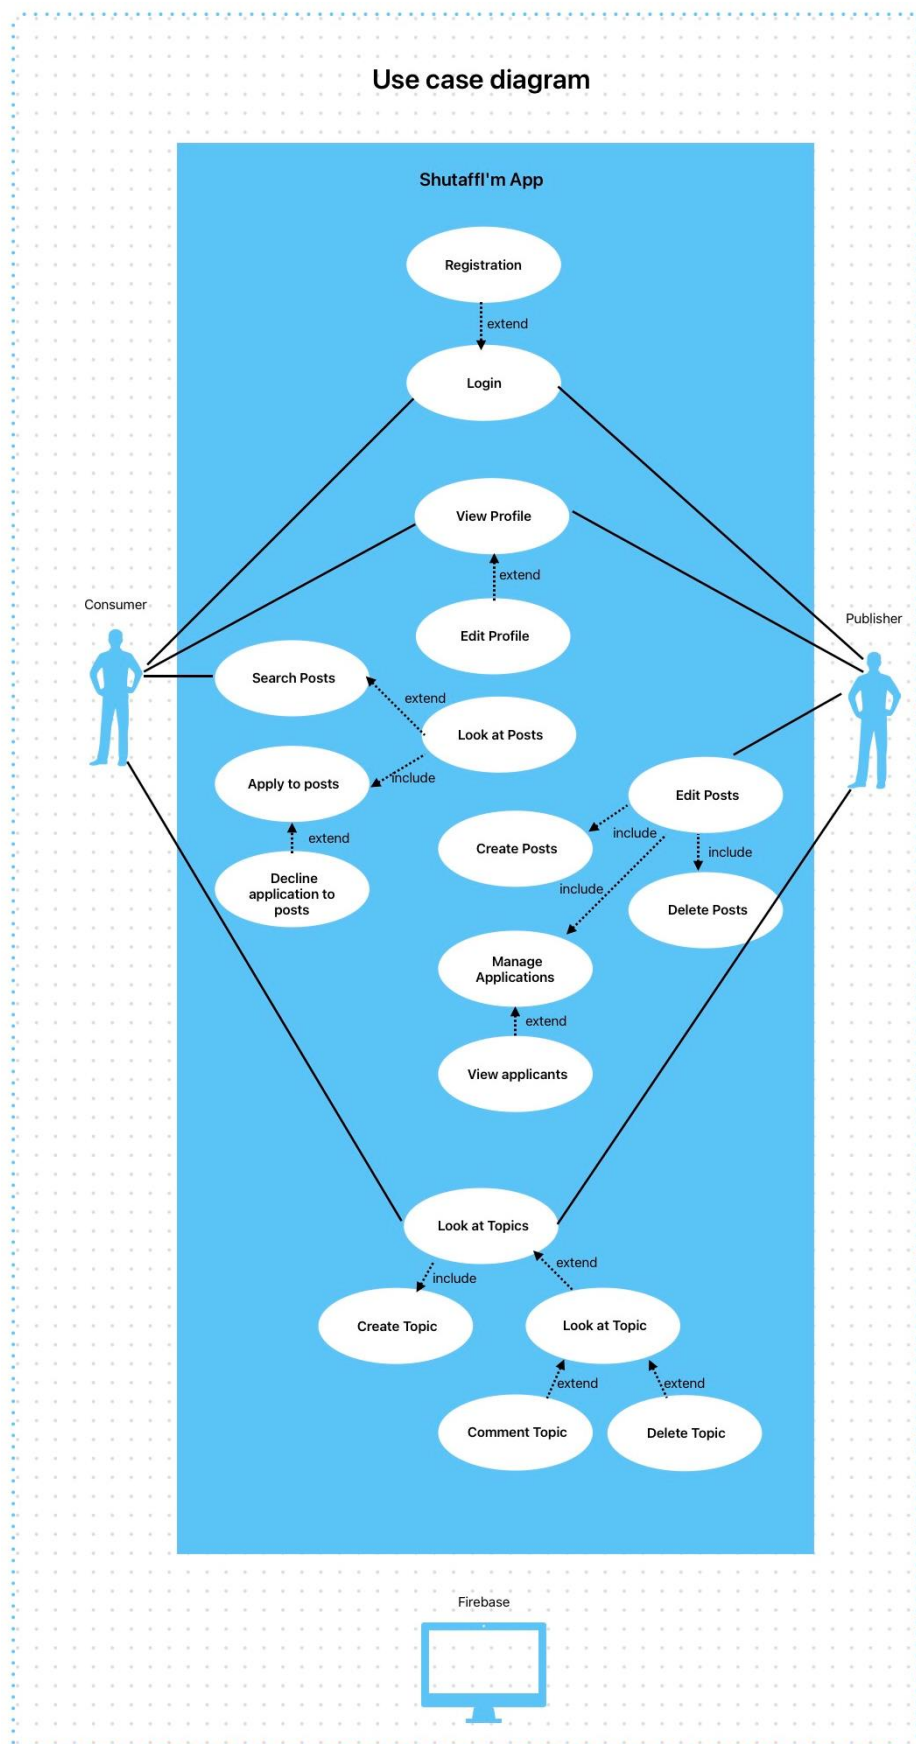 Use case diagram
ShutaffI'm App
Registration
extend
Login
View Profile
extend
Consumer
Publisher
Edit Profile
Search Posts
extend
Look at Posts
include
Apply to posts
Edit Posts
extend
include
Create Posts
include
Decline
application to
posts
include
Delete Posts
Manage
Applications
extend
View applicants
Look at Topics
extend
include
Create Topic
Look at Topic
extend
extend
Comment Topic
Delete Topic
Firebase